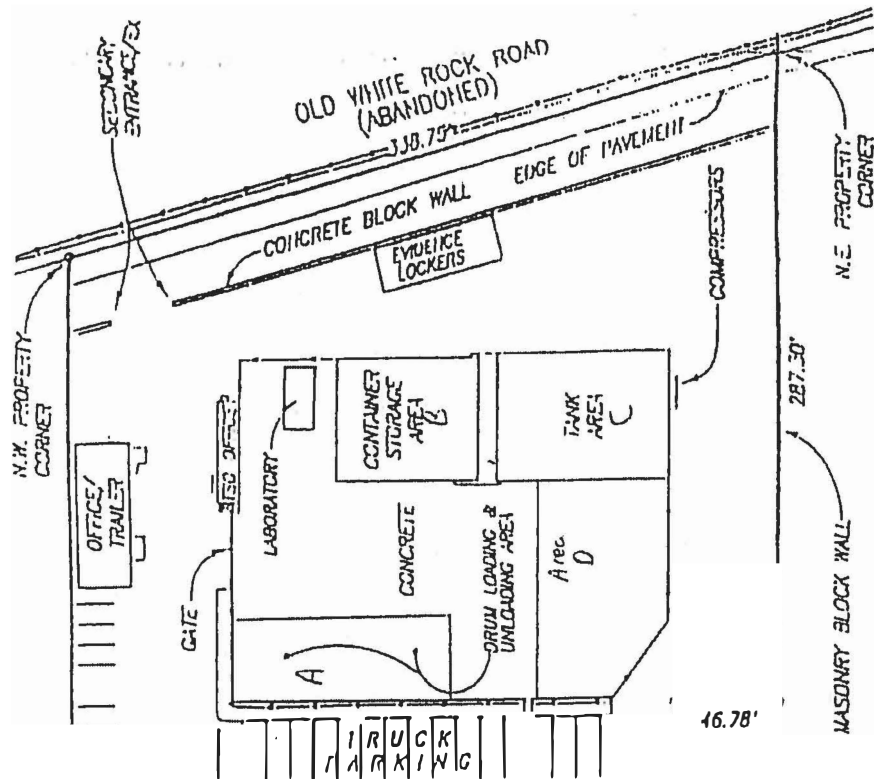 SECONDARY
ENTRANCE/EX
OLD WHITE ROCK ROAD
(ABANDONED)
338.75'
CONCRETE BLOCK WALL
EDGE OF PAVEMENT
EVIDENCE
LOCKERS
COMPRESSORS
N.E. PROPERTY
CORNER
N.W. PROPERTY
CORNER
OFFICE/
TRAILER
OFFICE
LABORATORY
CONTAINER
STORAGE
AREA
B
TANK
AREA
C
287.30'
GATE
CONCRETE
DRUM LOADING &
UNLOADING AREA
Area
D
A
MASONRY BLOCK WALL
46.78'
TRUCK
PARKING